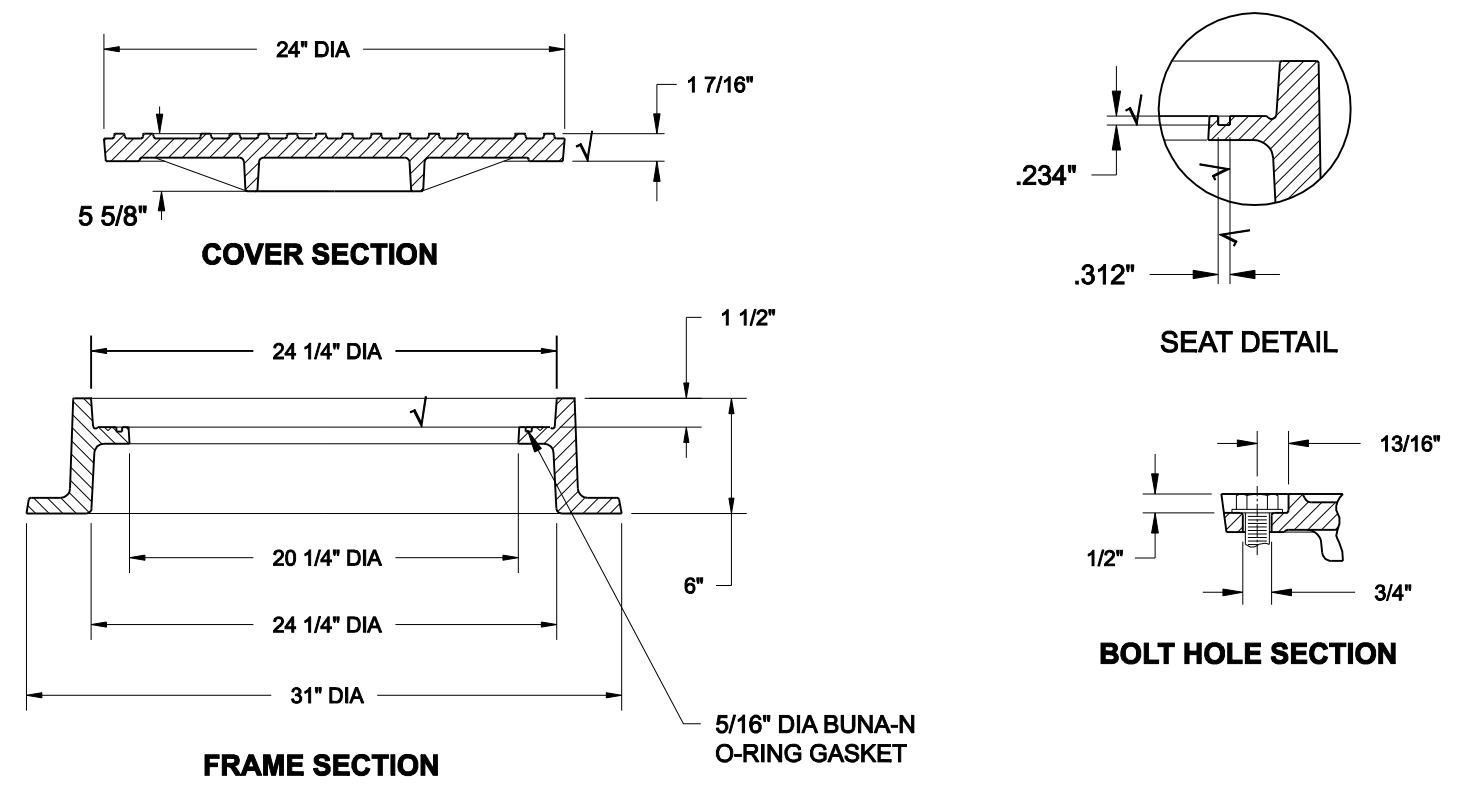 24" DIA
1 7/16"
5 5/8"
COVER SECTION
.234"
.312"
SEAT DETAIL
1 1/2"
24 1/4" DIA
20 1/4" DIA
6"
24 1/4" DIA
31" DIA
5/16" DIA BUNA-N
O-RING GASKET
FRAME SECTION
13/16"
1/2"
3/4"
BOLT HOLE SECTION